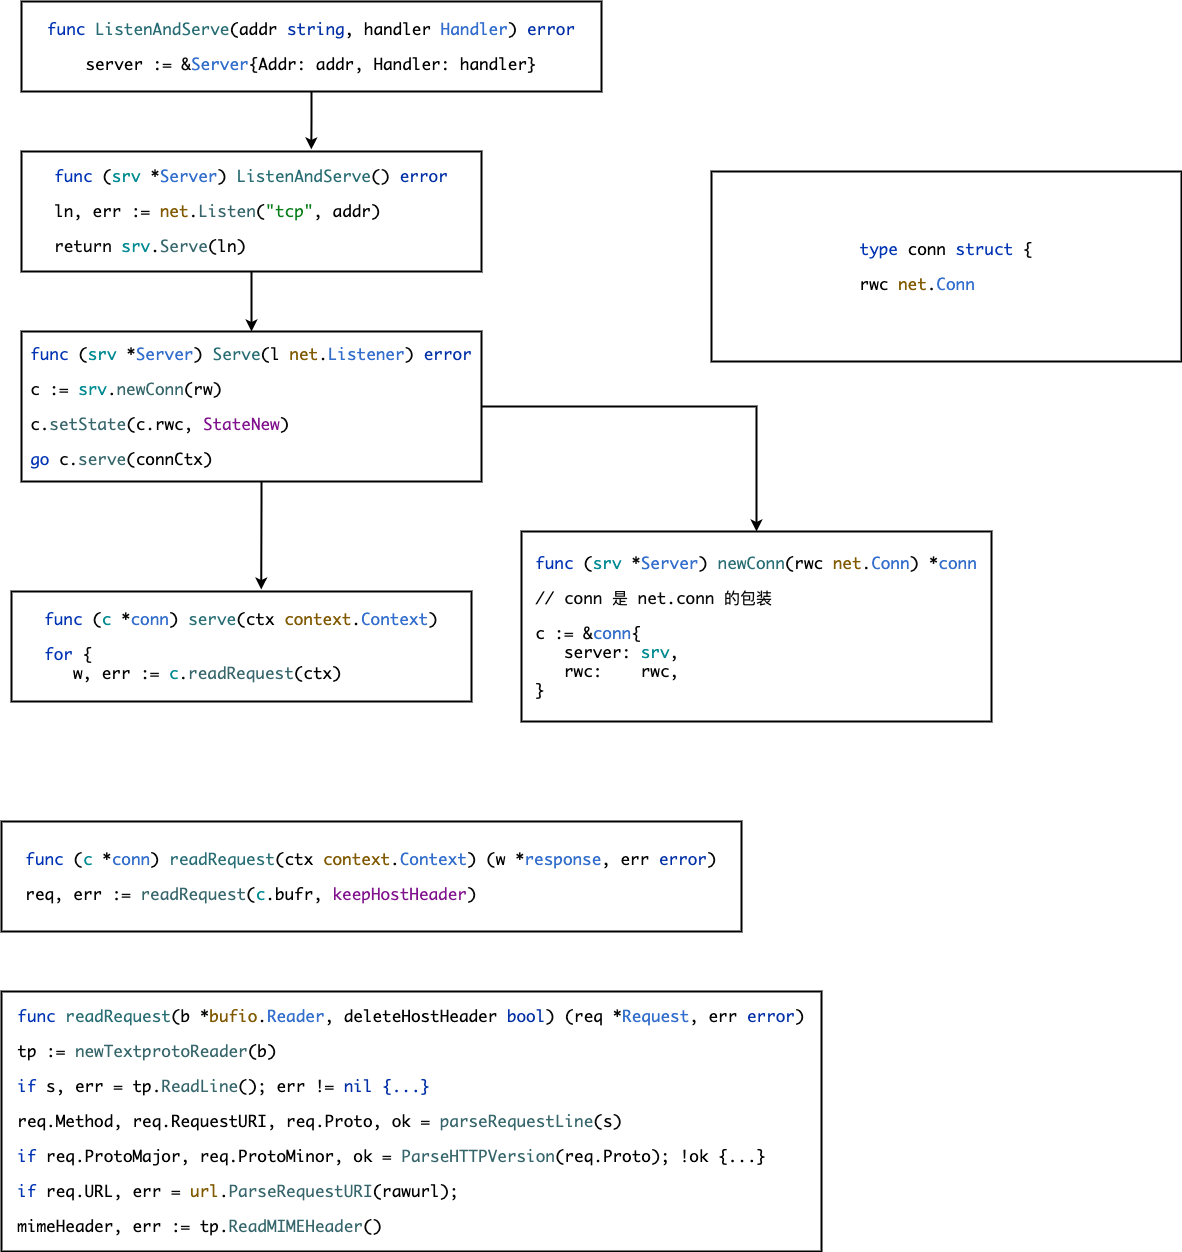 func ListenAndServe(addr string, handler Handler) error
server := &Server{Addr: addr, Handler: handler}
func (srv *Server) ListenAndServe() error
ln, err := net.Listen("tcp", addr)
return srv.Serve(ln)
type conn struct {
rwc net.Conn
func (srv *Server) Serve(l net.Listener) error
c := srv.newConn(rw)
c.setState(c.rwc, StateNew)
go c.serve(connCtx)
func (srv *Server) newConn(rwc net.Conn) *conn
// conn 是 net.conn 的包装
c := &conn{
server: srv,
rwc:    rwc,
}
func (c *conn) serve(ctx context.Context)
for {
w, err := c.readRequest(ctx)
func (c *conn) readRequest(ctx context.Context) (w *response, err error)
req, err := readRequest(c.bufr, keepHostHeader)
func readRequest(b *bufio.Reader, deleteHostHeader bool) (req *Request, err error)
tp := newTextprotoReader(b)
if s, err = tp.ReadLine(); err != nil {...}
req.Method, req.RequestURI, req.Proto, ok = parseRequestLine(s)
if req.ProtoMajor, req.ProtoMinor, ok = ParseHTTPVersion(req.Proto); !ok {...}
if req.URL, err = url.ParseRequestURI(rawurl);
mimeHeader, err := tp.ReadMIMEHeader()